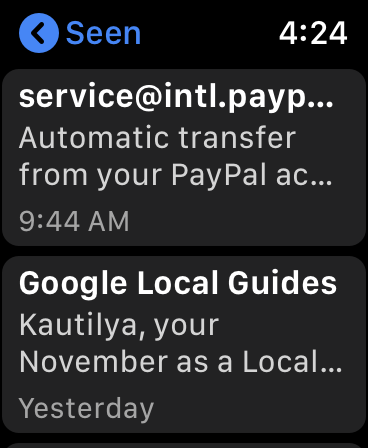 Seen
4:24
service@intl.payp...
Automatic transfer
from your PayPal ac...
9:44 AM
Google Local Guides
Kautilya, your
November as a Local...
Yesterday